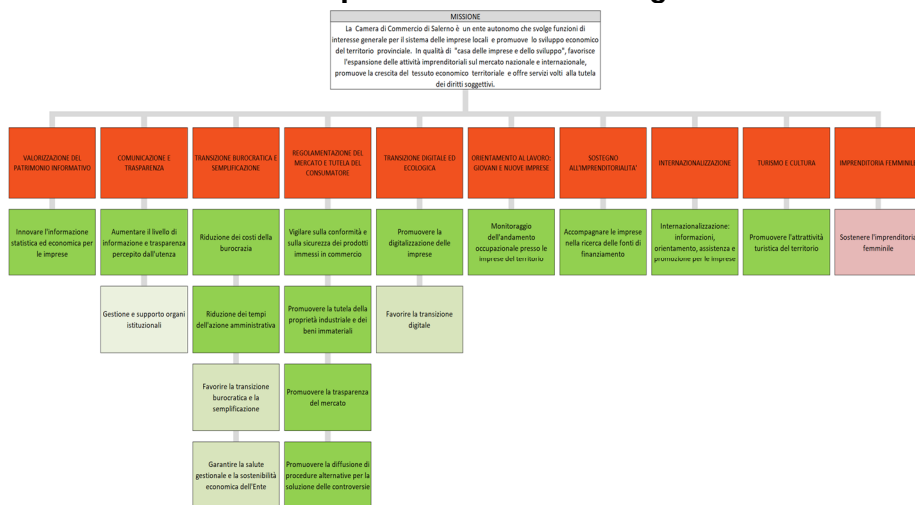 MISSIONE
La Camera di Commercio di Salerno è un ente autonomo che svolge funzioni di
interesse generale per il sistema delle imprese locali e promuove lo sviluppo economico
del territorio provinciale. In qualità di "casa delle imprese e dello sviluppo", favorisce
l'espansione delle attività imprenditoriali sul mercato nazionale e internazionale,
promuove la crescita del tessuto economico territoriale e offre servizi volti alla tutela
dei diritti soggettivi.
VALORIZZAZIONE DEL
PATRIMONIO INFORMATIVO
COMUNICAZIONE E
TRASPARENZA
TRANSIZIONE BUROCRATICA E
SEMPLIFICAZIONE
REGOLAMENTAZIONE DEL
MERCATO E TUTELA DEL
CONSUMATORE
TRANSIZIONE DIGITALE ED
ECOLOGICA
ORIENTAMENTO AL LAVORO:
GIOVANI E NUOVE IMPRESE
SOSTEGNO
ALL'IMPRENDITORIALITA'
INTERNAZIONALIZZAZIONE
TURISMO E CULTURA
IMPRENDITORIA FEMMINILE
Innovare l'informazione
statistica ed economica per
le imprese
Aumentare il livello di
informazione e trasparenza
percepito dall'utenza
Riduzione dei costi della
burocrazia
Vigilare sulla conformità e
sulla sicurezza dei prodotti
immessi in commercio
Promuovere la
digitalizzazione delle
imprese
Monitoraggio
dell'andamento
occupazionale presso le
imprese del territorio
Accompagnare le imprese
nella ricerca delle fonti di
finanziamento
Internazionalizzazione:
informazioni,
orientamento, assistenza e
promozione per le imprese
Promuovere l'attrattività
turistica del territorio
Sostenere l'imprenditoria
femminile
Gestione e supporto organi
istituzionali
Riduzione dei tempi
dell'azione amministrativa
Promuovere la tutela della
proprietà industriale e dei
beni immateriali
Favorire la transizione
digitale
Favorire la transizione
burocratica e la
semplificazione
Promuovere la trasparenza
del mercato
Garantire la salute
gestionale e la sostenibilità
economica dell'Ente
Promuovere la diffusione di
procedure alternative per la
soluzione delle controversie